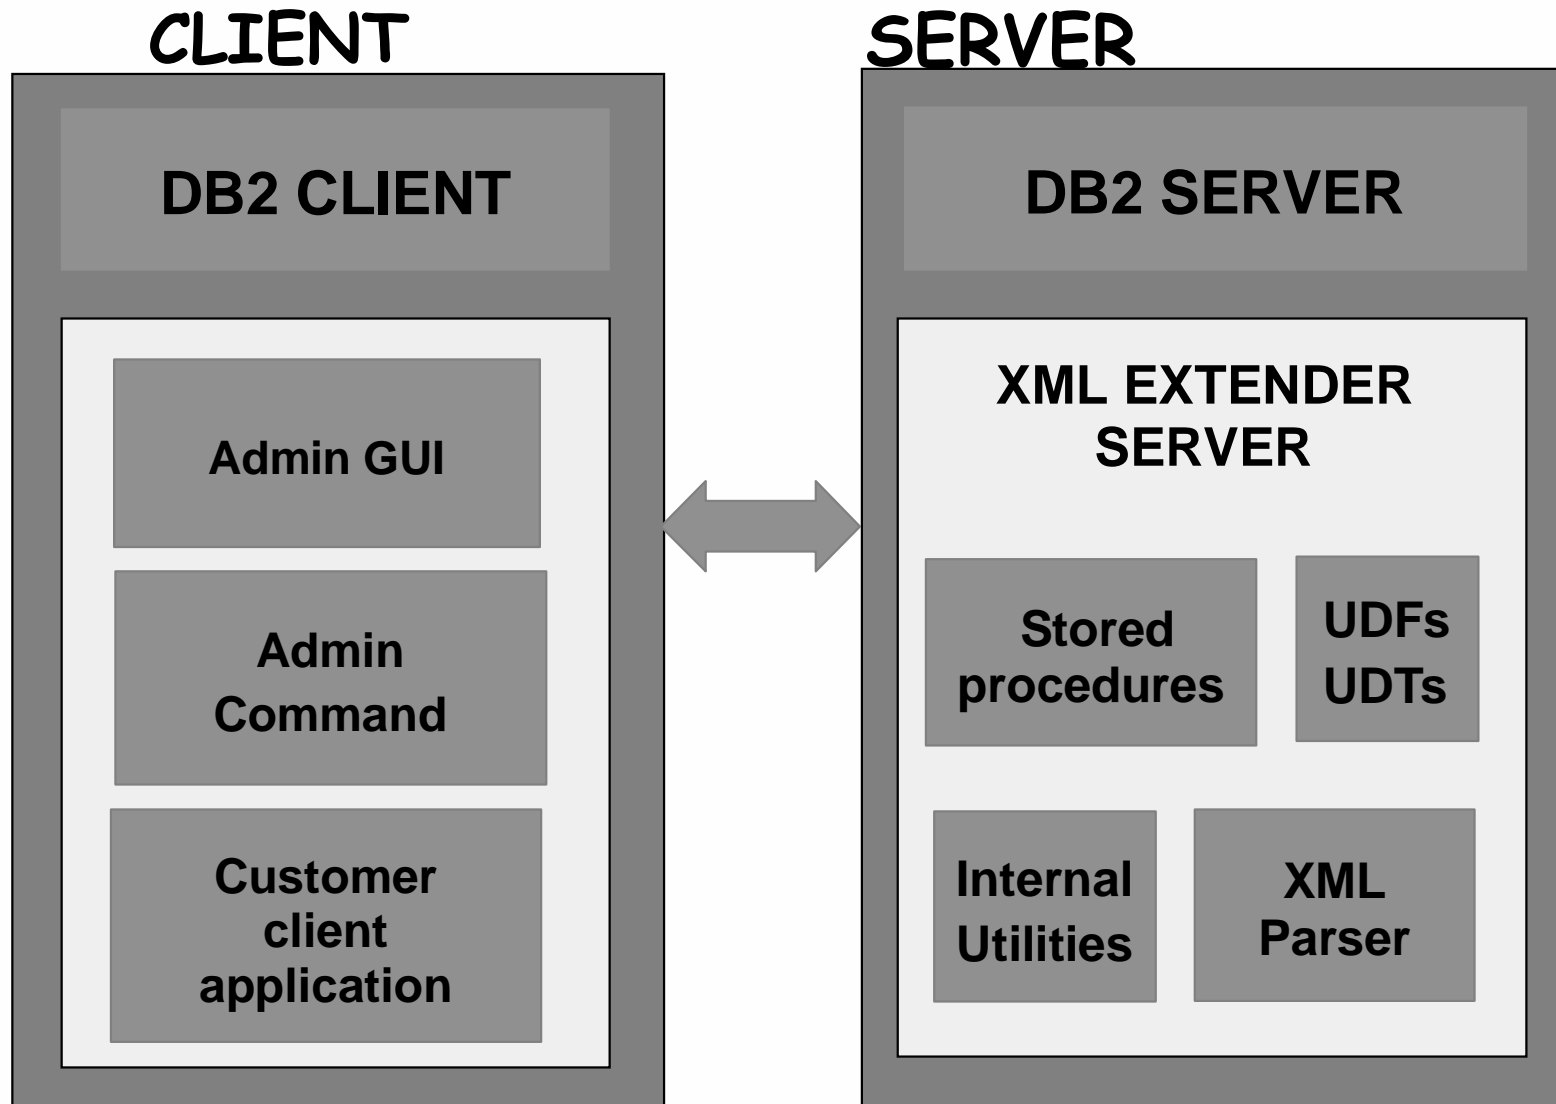 CLIENT
DB2 CLIENT
Admin GUI
Admin
Command
Customer
client
application
SERVER
DB2 SERVER
XML EXTENDER
SERVER
Stored
procedures
UDFs
UDTs
Internal
Utilities
XML
Parser